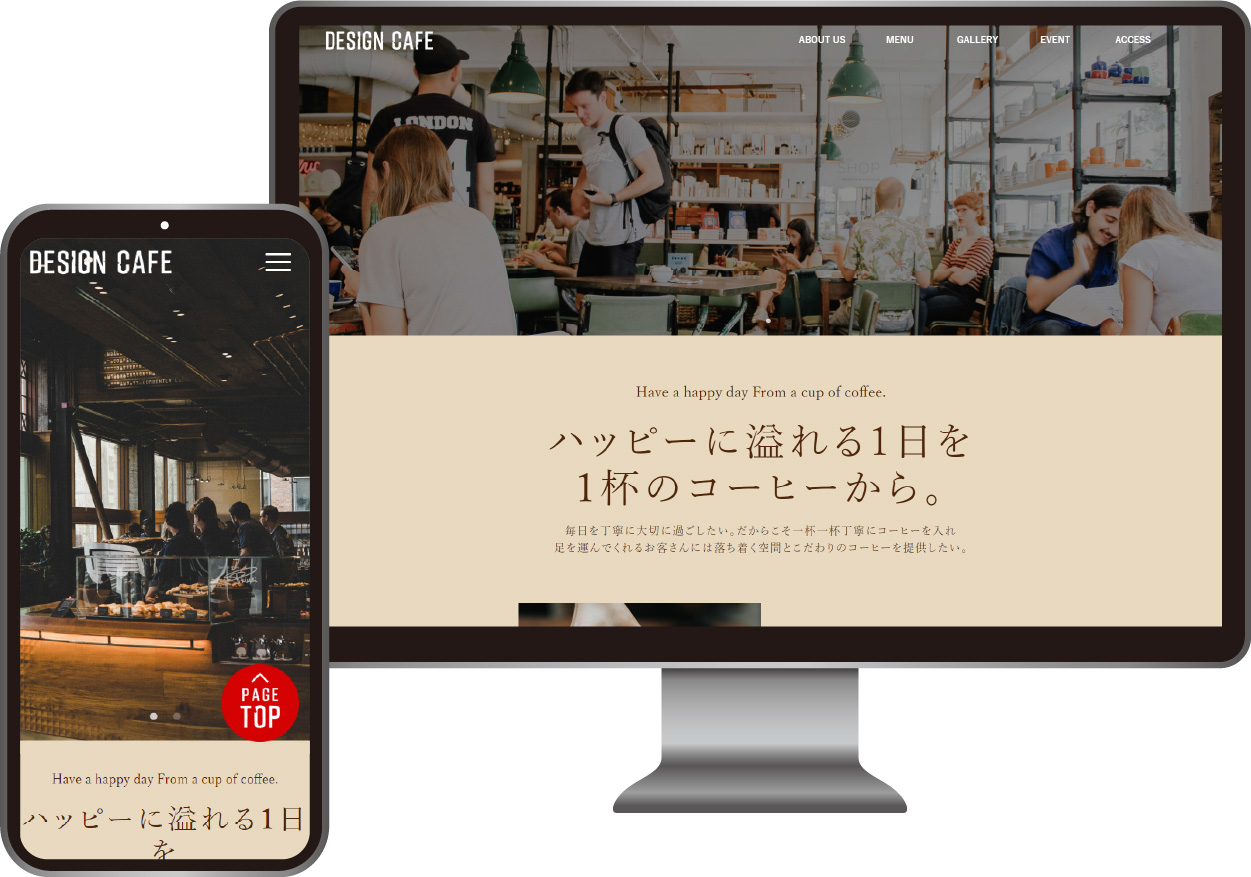 DESIGN CAFE
ABOUT US
MENU
GALLERY
EVENT
ACCESS
LONDON
SHOP
Have a happy day From a cup of coffee.
ハッピーに溢れる1日を
1杯のコーヒーから。
毎日を丁寧に大切に過ごしたい。だからこそ一杯一杯丁寧にコーヒーを入れ
足を運んでくれるお客さんには落ち着く空間とこだわりのコーヒーを提供したい。
DESIGN CAFE
PAGE
TOP
Have a happy day From a cup of coffee.
ハッピーに溢れる1日
を